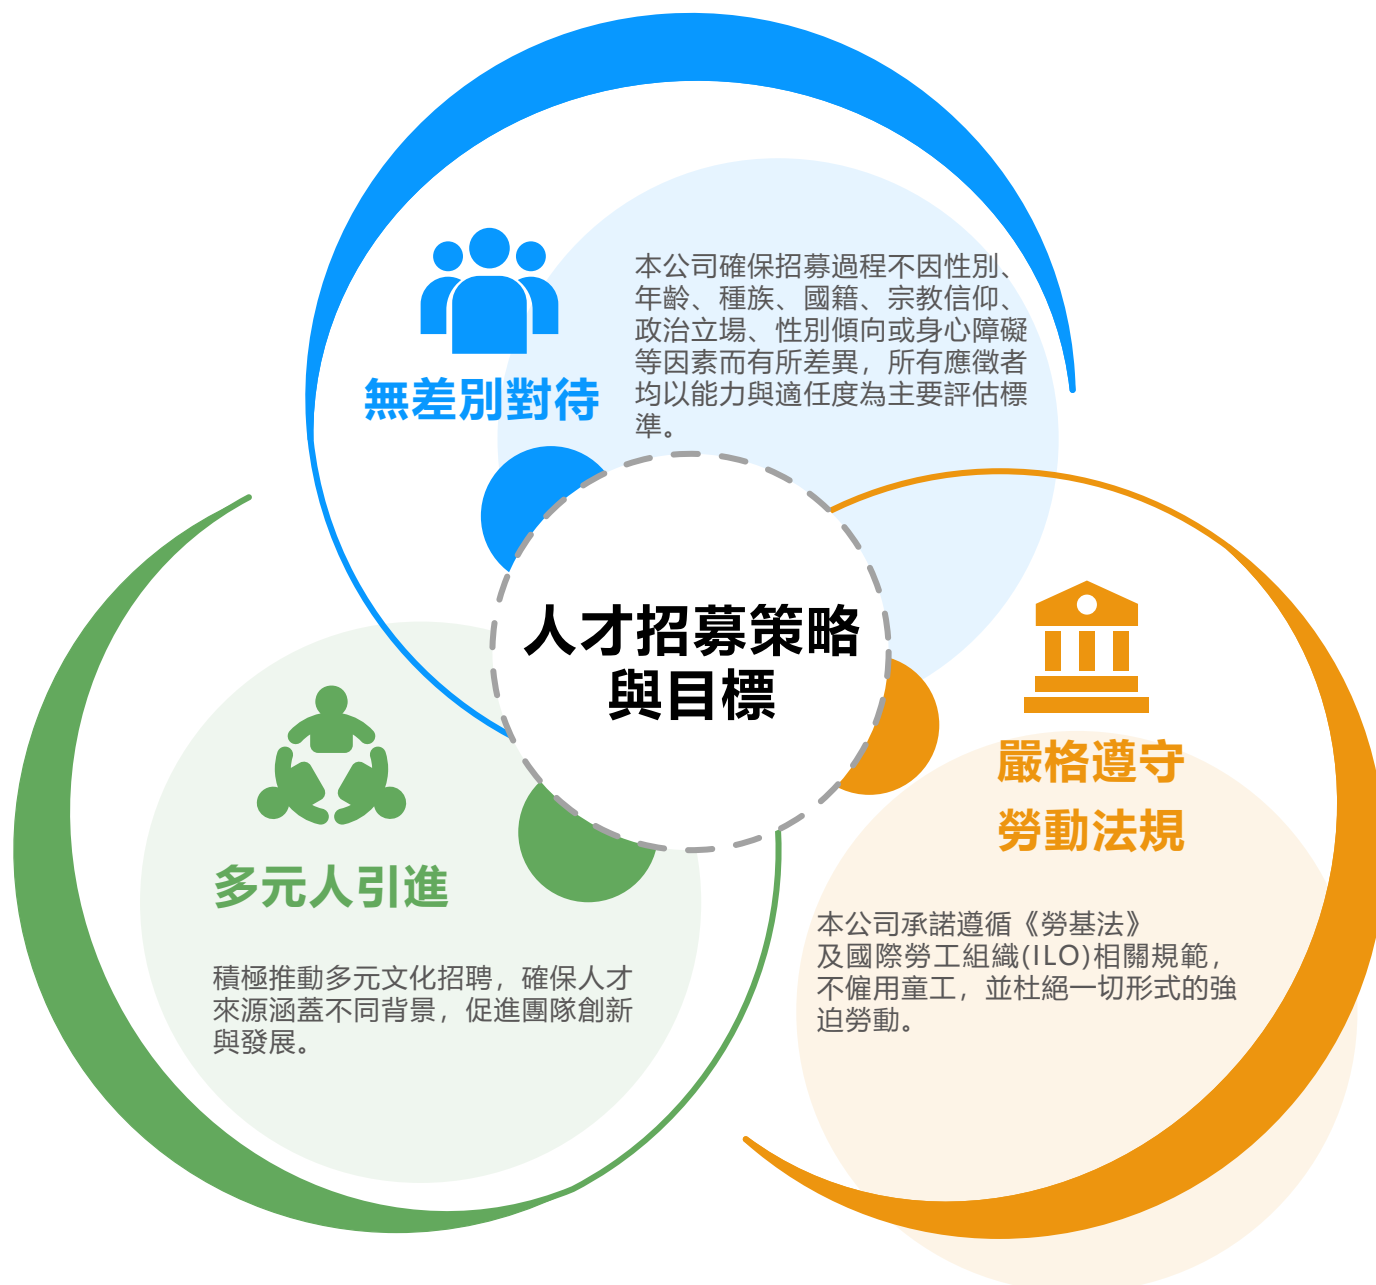 無差別對待
本公司確保招募過程不因性別、
年齡、種族、國籍、宗教信仰、
政治立場、性別傾向或身心障礙
等因素而有所差異，所有應徵者
均以能力與適任度為主要評估標
準。
人才招募策略
與目標
嚴格遵守
勞動法規
本公司承諾遵循《勞基法》
及國際勞工組織(ILO)相關規範，
不僱用童工，並杜絕一切形式的強
迫勞動。
多元人引進
積極推動多元文化招聘，確保人才
來源涵蓋不同背景，促進團隊創新
與發展。